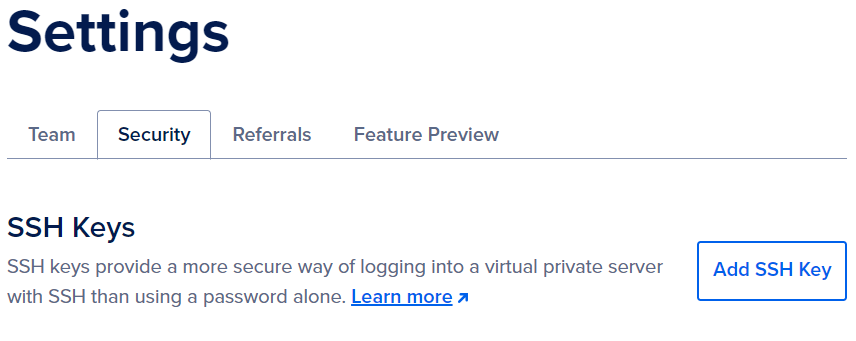 Settings
Team Security Referrals Feature Preview
SSH Keys
SSH keys provide a more secure way of logging into a virtual private server
with SSH than using a password alone. Learn more
Add SSH Key